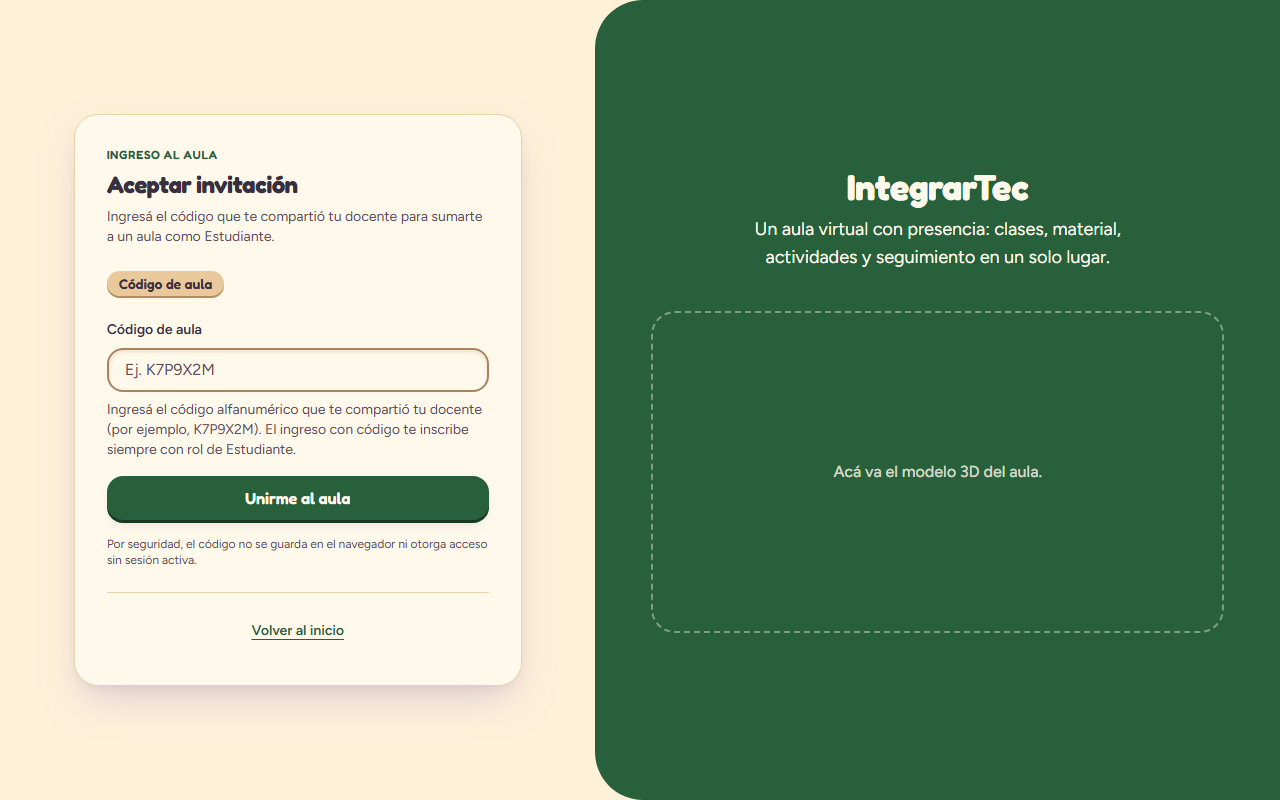 INGRESO AL AULA
Aceptar invitación
Ingresá el código que te compartió tu docente para sumarte
a un aula como Estudiante.
Código de aula
Código de aula
Ej. K7P9X2M
Ingresá el código alfanumérico que te compartió tu docente
(por ejemplo, K7P9X2M). El ingreso con código te inscribe
siempre con rol de Estudiante.
Unirme al aula
Por seguridad, el código no se guarda en el navegador ni otorga acceso
sin sesión activa.
Volver al inicio
IntegrarTec
Un aula virtual con presencia: clases, material,
actividades y seguimiento en un solo lugar.
Acá va el modelo 3D del aula.